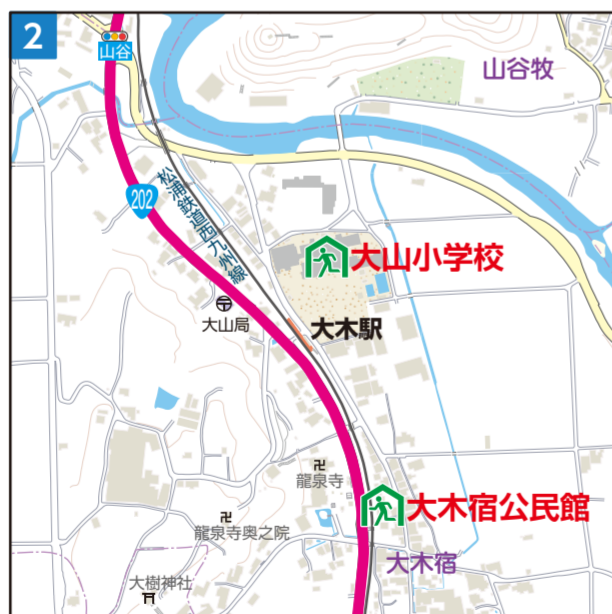 2
山谷
山谷牧
202
松浦鉄道西九州線
大山小学校
大山局
大木駅
龍泉寺
大木宿公民館
龍泉寺奥之院
大木宿
大樹神社